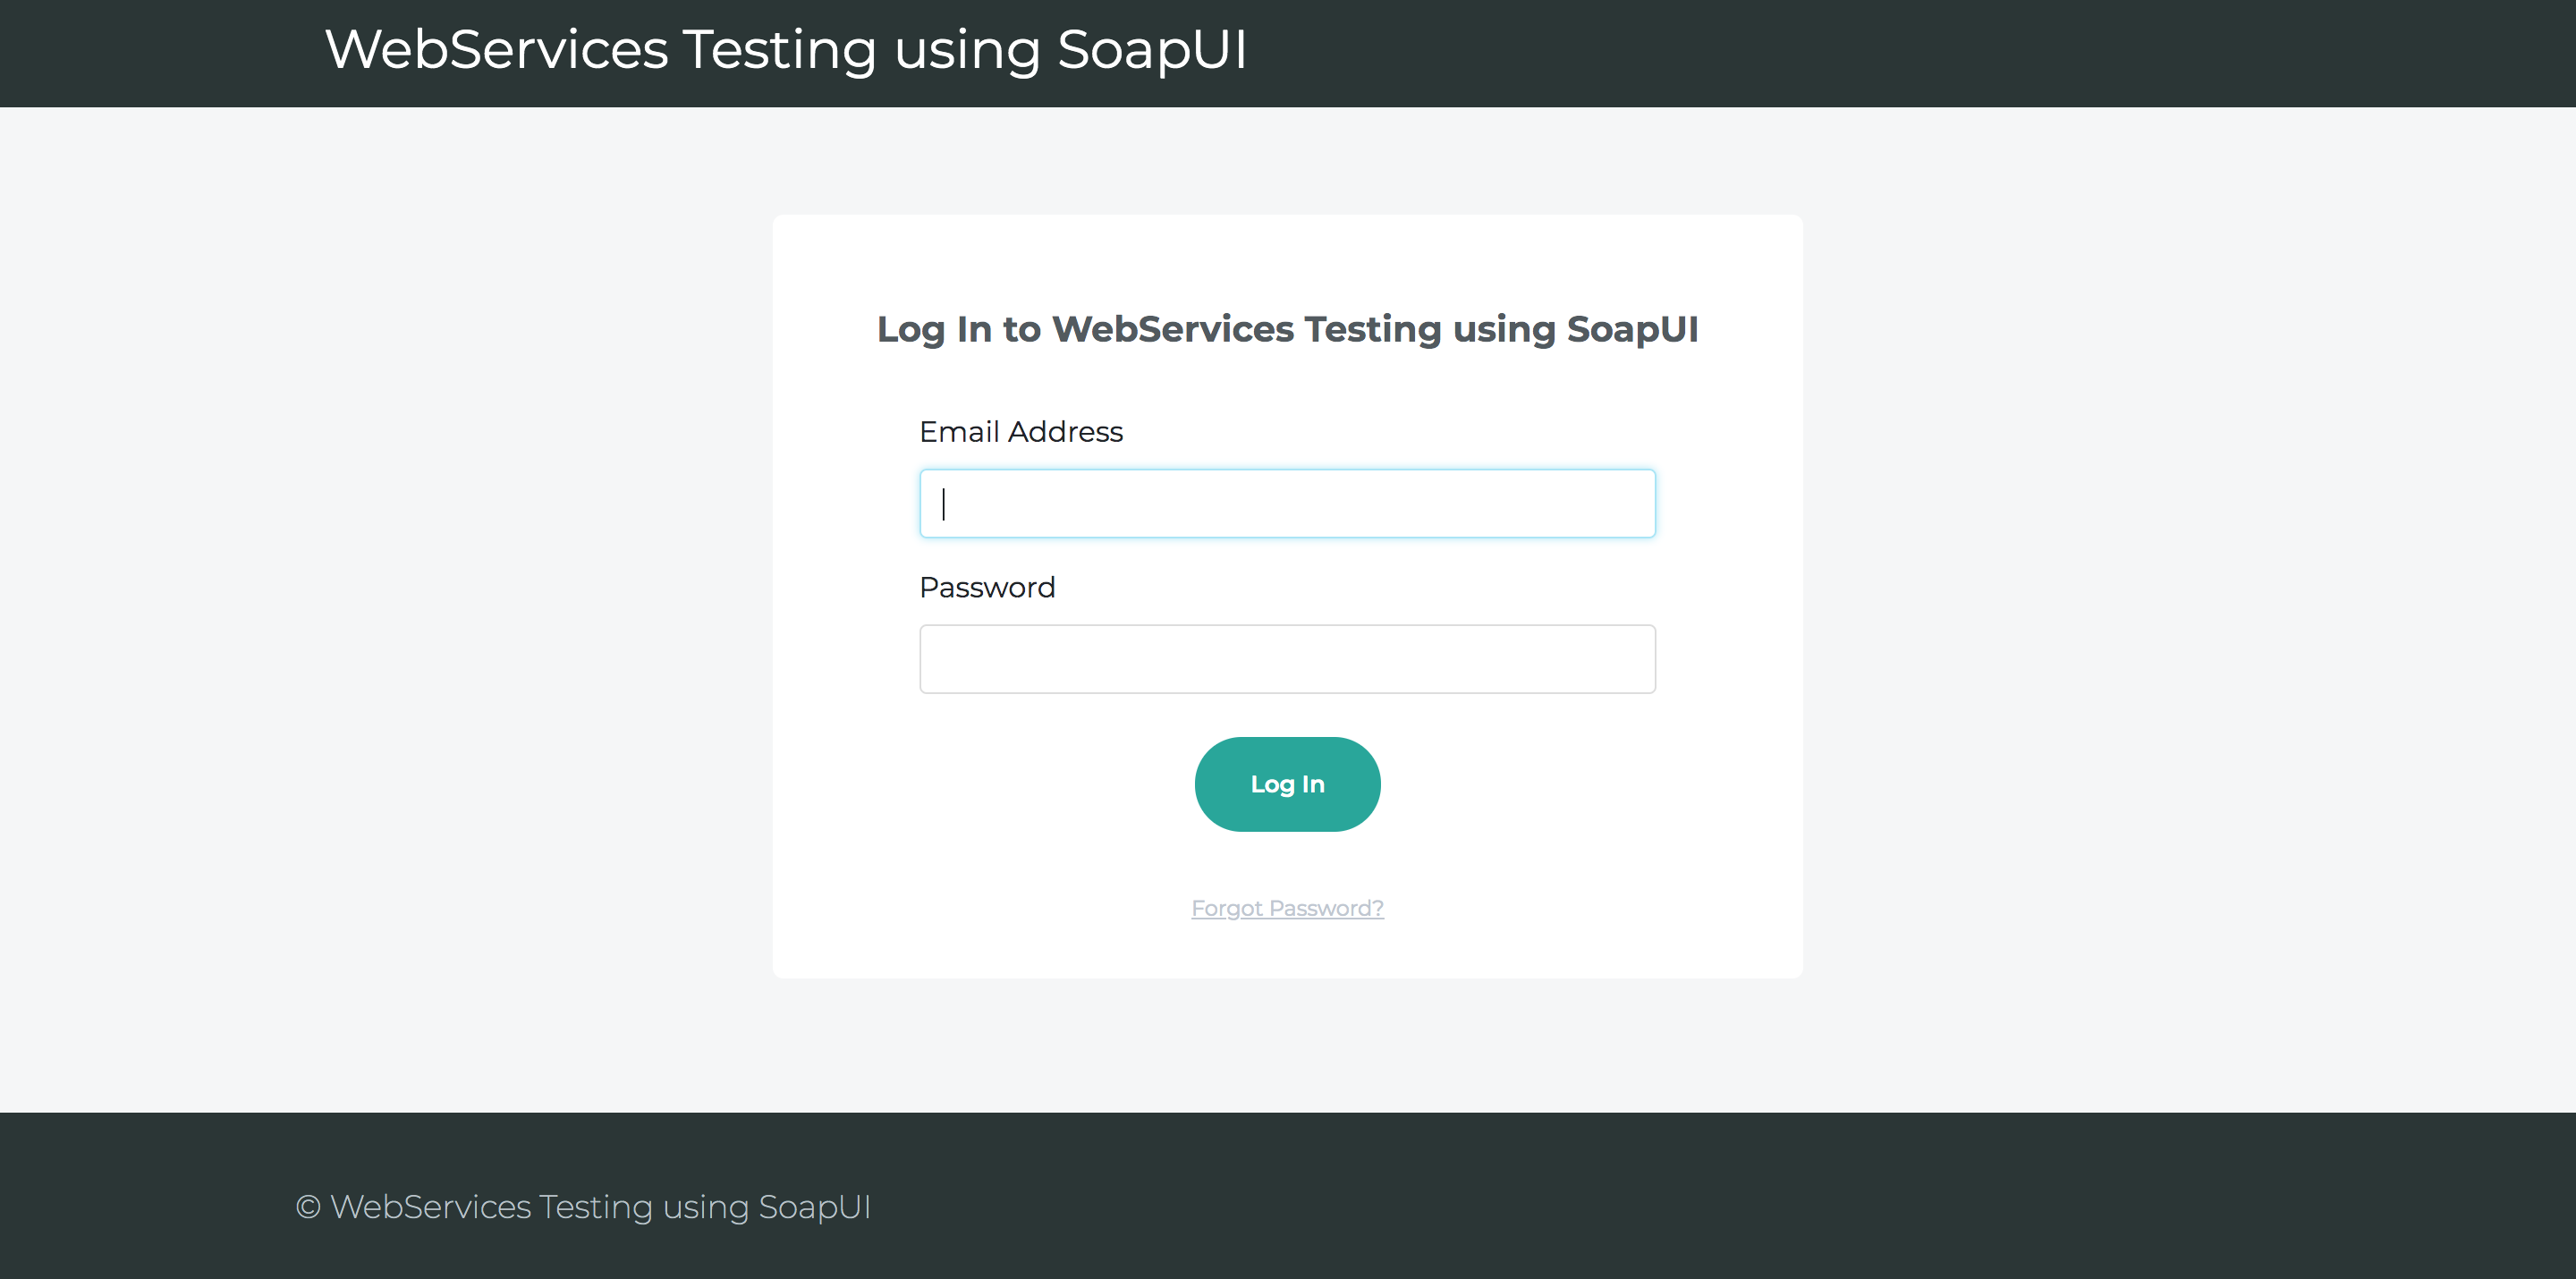 WebServices Testing using SoapUI
Log In to WebServices Testing using SoapUI
Email Address
Password
Log In
Forgot Password?
© WebServices Testing using SoapUI